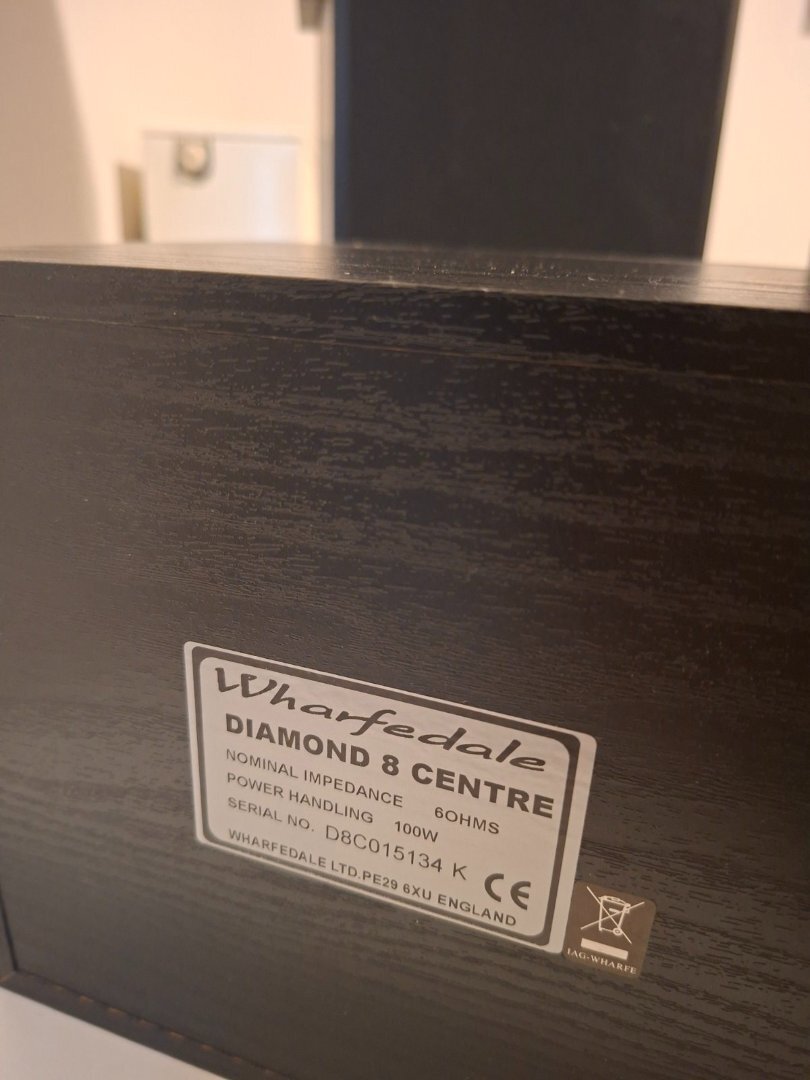 Wharfedale
DIAMOND 8 CENTRE
NOMINAL IMPEDANCE 6OHMS
POWER HANDLING 100W
SERIAL NO. D8C015134 K
WHARFEDALE LTD.PE29 6XU ENGLAND
CE
IAG-WHARFE